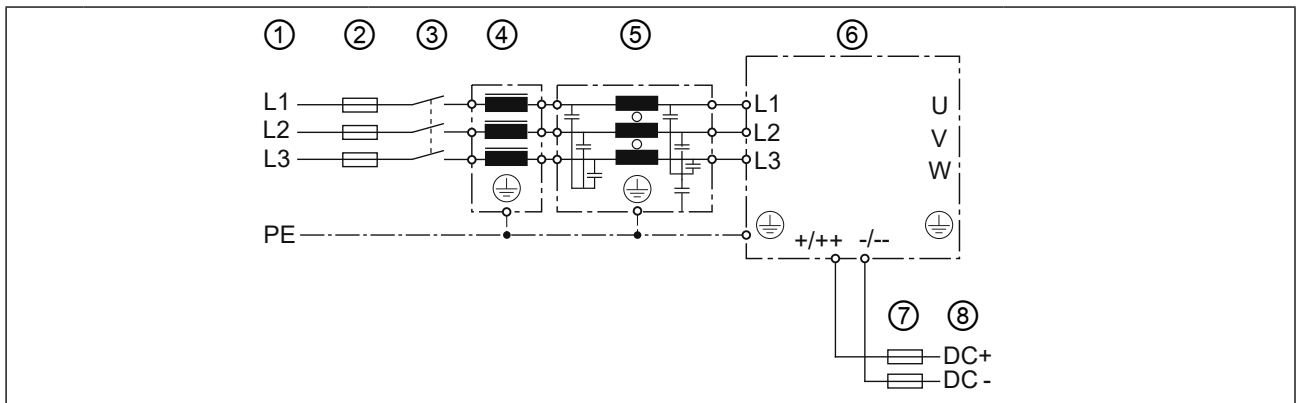 ① ② ③ ④ ⑤ ⑥
L1 L1 U
L2 L2 V
L3 L3 W
PE +/++ -/--
⑦ ⑧
DC+
DC -